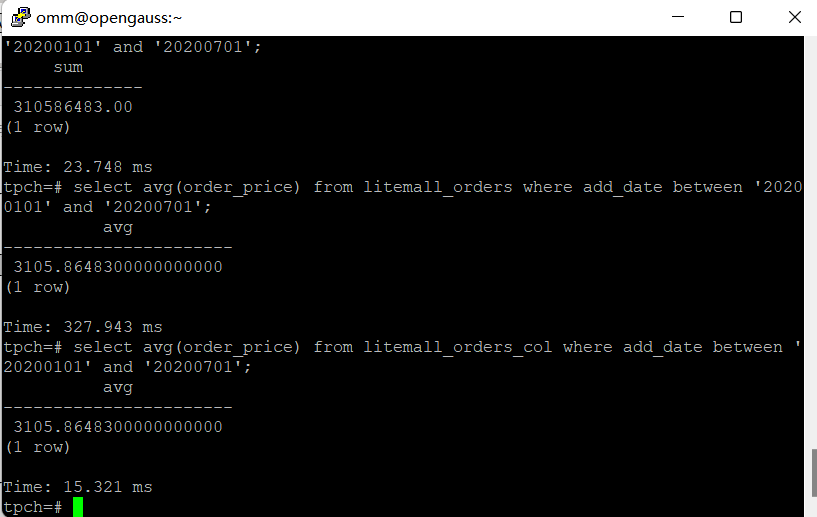 omm@opengauss:~
'20200101' and '20200701';
sum
--------------
310586483.00
(1 row)
Time: 23.748 ms
tpch=# select avg(order_price) from litemall_orders where add_date between '2020
0101' and '20200701';
avg
-----------------------
3105.8648300000000000
(1 row)
Time: 327.943 ms
tpch=# select avg(order_price) from litemall_orders_col where add_date between '
20200101' and '20200701';
avg
-----------------------
3105.8648300000000000
(1 row)
Time: 15.321 ms
tpch=#